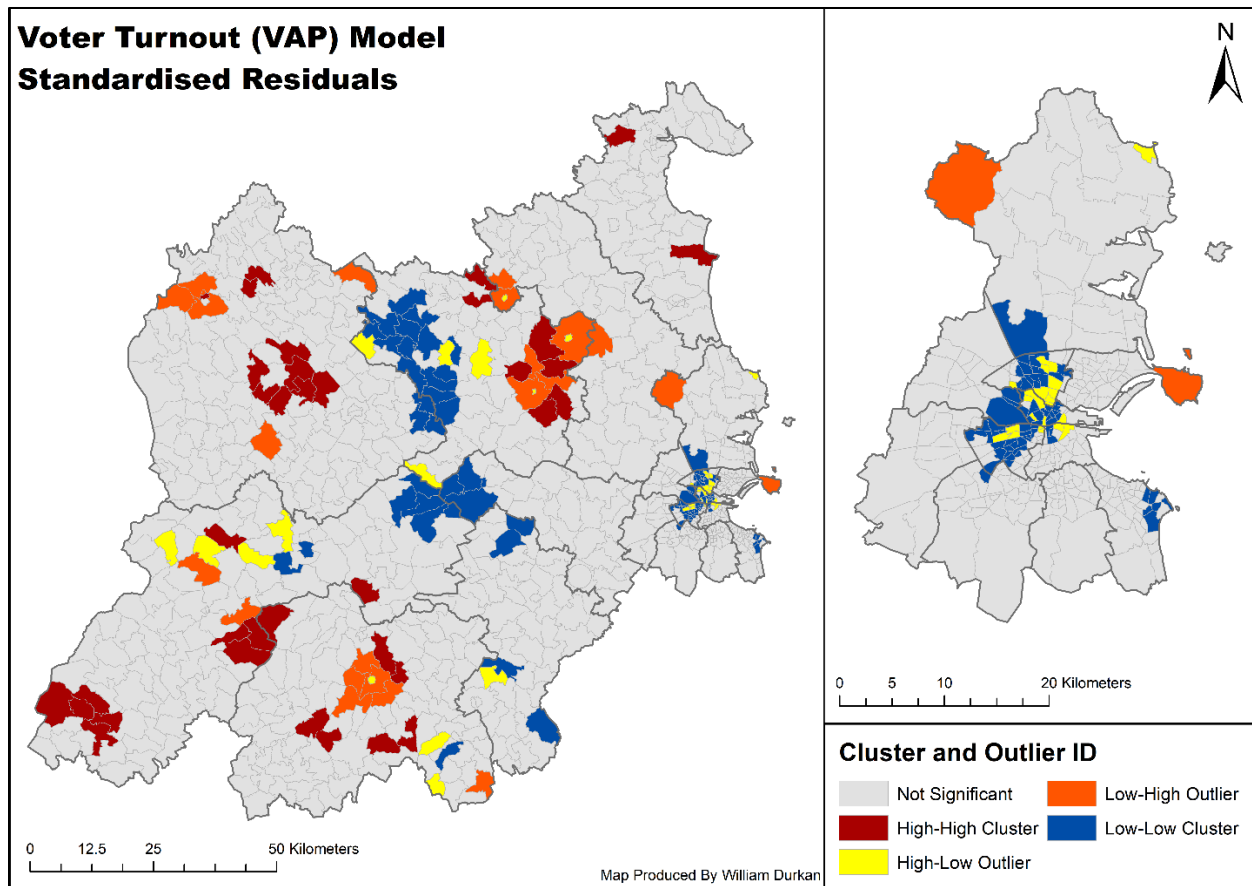 Voter Turnout (VAP) Model
Standardised Residuals
N
0 12.5 25 50 Kilometers
Map Produced By William Durkan
0 5 10 20 Kilometers
Cluster and Outlier ID
Not Significant
High-High Cluster
High-Low Outlier
Low-High Outlier
Low-Low Cluster